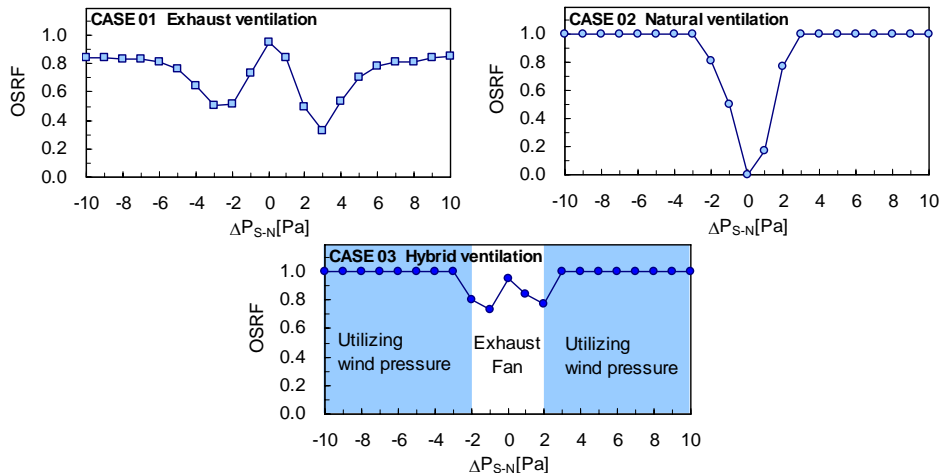 CASE 01 Exhaust ventilation
1.0
0.8
0.6
0.4
0.2
0.0
OSRF
-10 -8 -6 -4 -2 0 2 4 6 8 10
ΔPS-N[Pa]
CASE 02 Natural ventilation
1.0
0.8
0.6
0.4
0.2
0.0
OSRF
-10 -8 -6 -4 -2 0 2 4 6 8 10
ΔPS-N[Pa]
CASE 03 Hybrid ventilation
1.0
0.8
0.6
0.4
0.2
0.0
OSRF
Utilizing
wind pressure
Exhaust
Fan
Utilizing
wind pressure
-10 -8 -6 -4 -2 0 2 4 6 8 10
ΔPS-N[Pa]